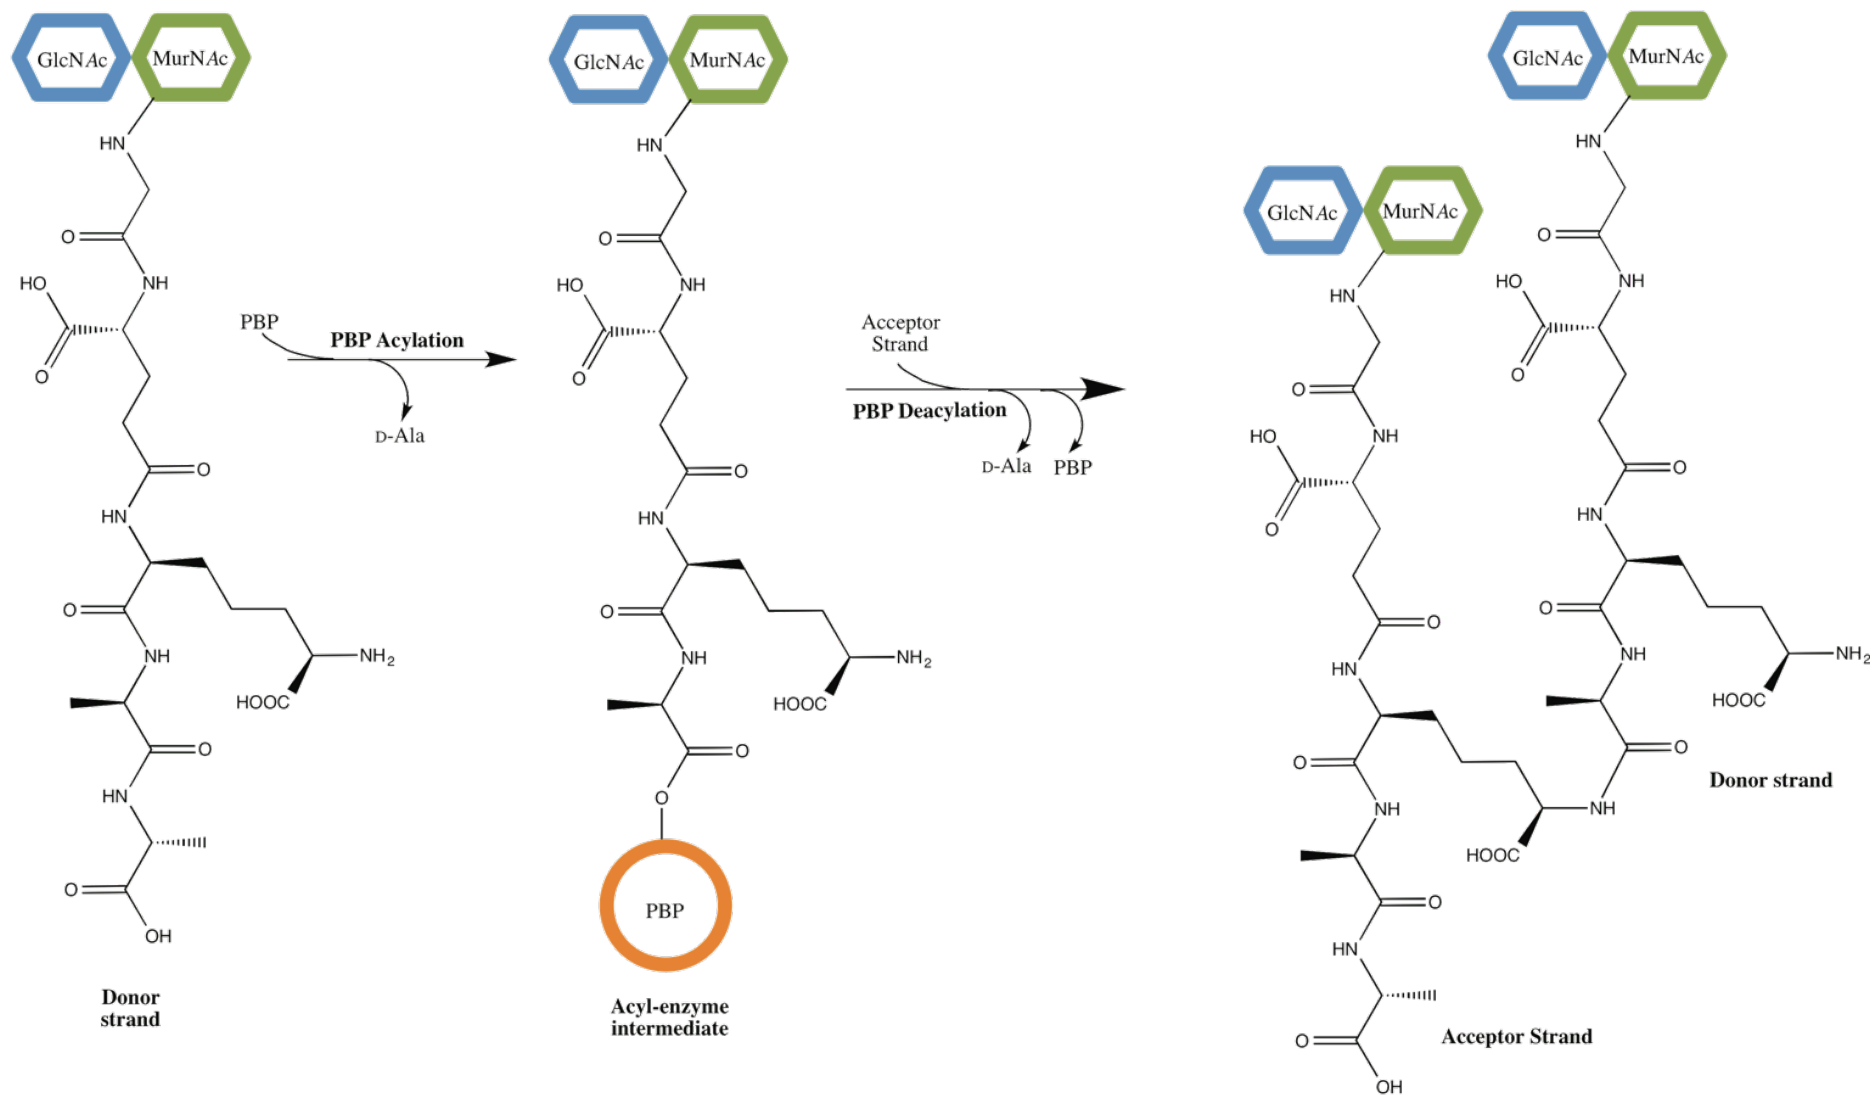 GlcNAc
MurNAc
HN
O
NH
HO
O
O
HN
O
NH
NH2
HOOC
O
HN
O
OH
Donor
strand
PBP
PBP Acylation
D-Ala
GlcNAc
MurNAc
HN
O
NH
HO
O
O
HN
O
NH
NH2
HOOC
O
O
PBP
Acyl-enzyme
intermediate
Acceptor
Strand
PBP Deacylation
D-Ala
PBP
GlcNAc
MurNAc
HN
O
NH
HO
O
O
HN
O
NH
HOOC
NH
O
HN
O
OH
Acceptor Strand
GlcNAc
MurNAc
HN
O
NH
HO
O
O
HN
O
NH
NH2
HOOC
O
Donor strand